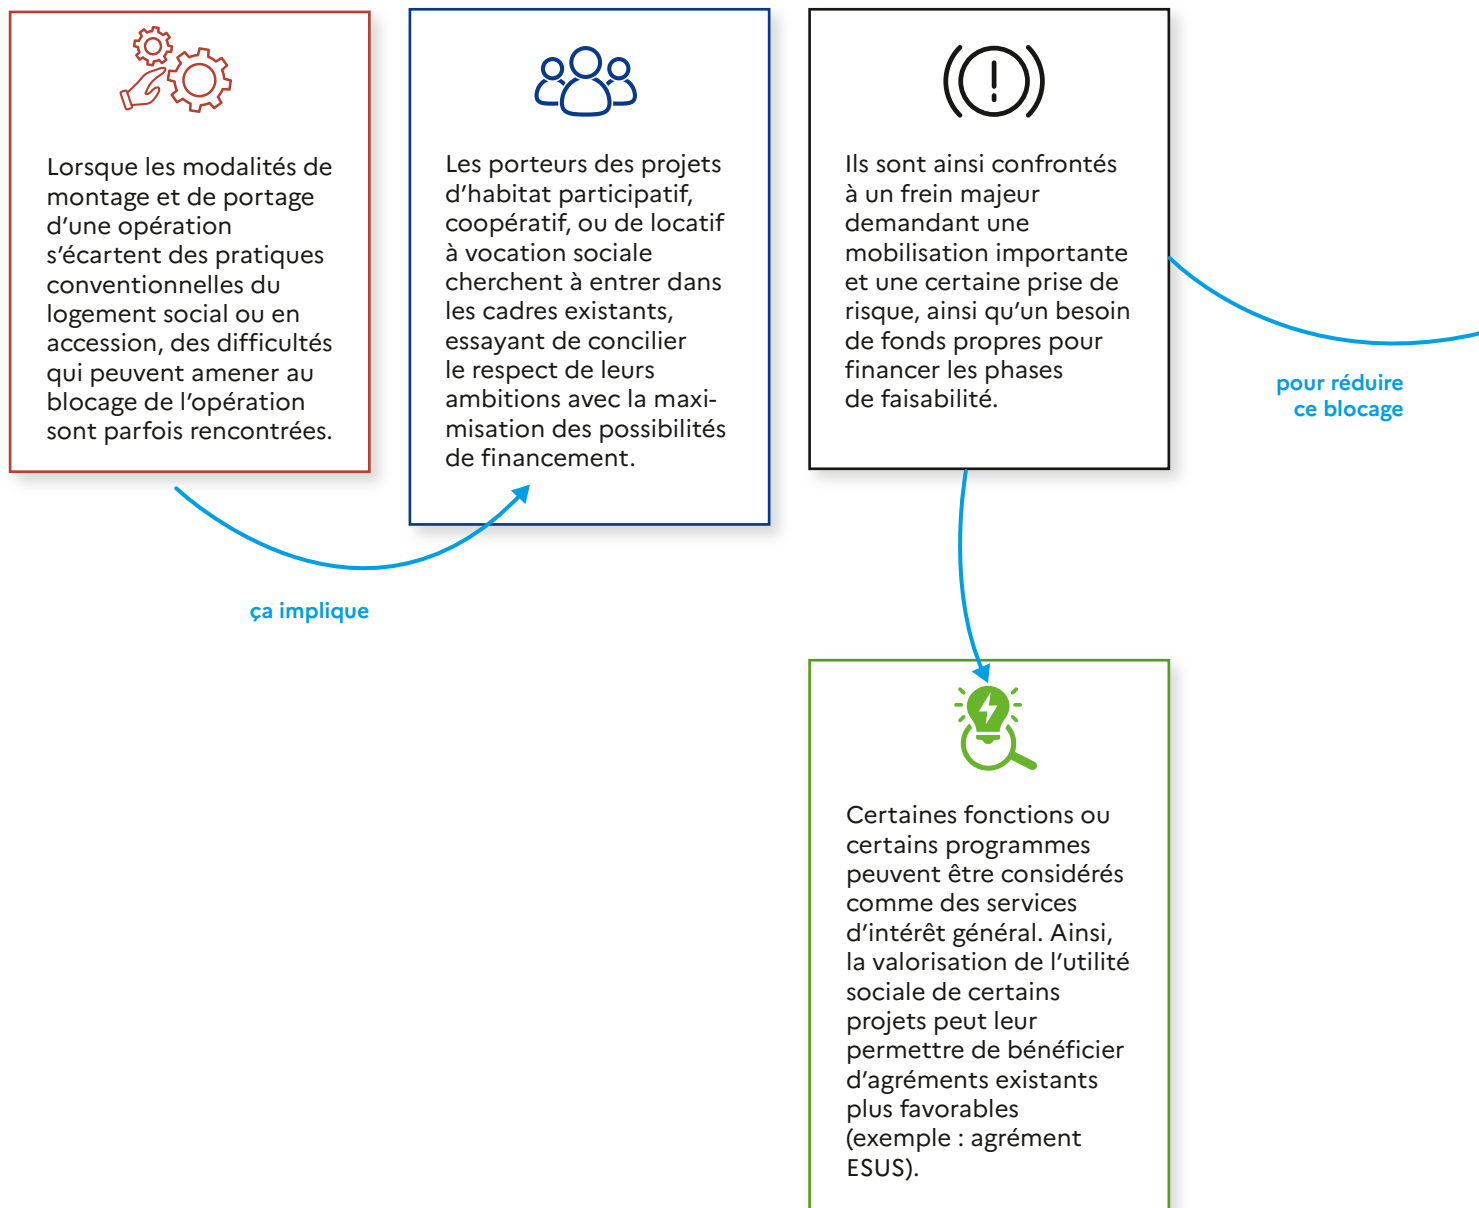 Lorsque les modalités de
montage et de portage
d’une opération
s’écartent des pratiques
conventionnelles du
logement social ou en
accession, des difficultés
qui peuvent amener au
blocage de l’opération
sont parfois rencontrées.
ça implique
Les porteurs des projets
d’habitat participatif,
coopératif, ou de locatif
à vocation sociale
cherchent à entrer dans
les cadres existants,
essayant de concilier
le respect de leurs
ambitions avec la maxi-
misation des possibilités
de financement.
Ils sont ainsi confrontés
à un frein majeur
demandant une
mobilisation importante
et une certaine prise de
risque, ainsi qu’un besoin
de fonds propres pour
financer les phases
de faisabilité.
pour réduire
ce blocage
Certaines fonctions ou
certains programmes
peuvent être considérés
comme des services
d’intérêt général. Ainsi,
la valorisation de l’utilité
sociale de certains
projets peut leur
permettre de bénéficier
d’agréments existants
plus favorables
(exemple : agrément
ESUS).